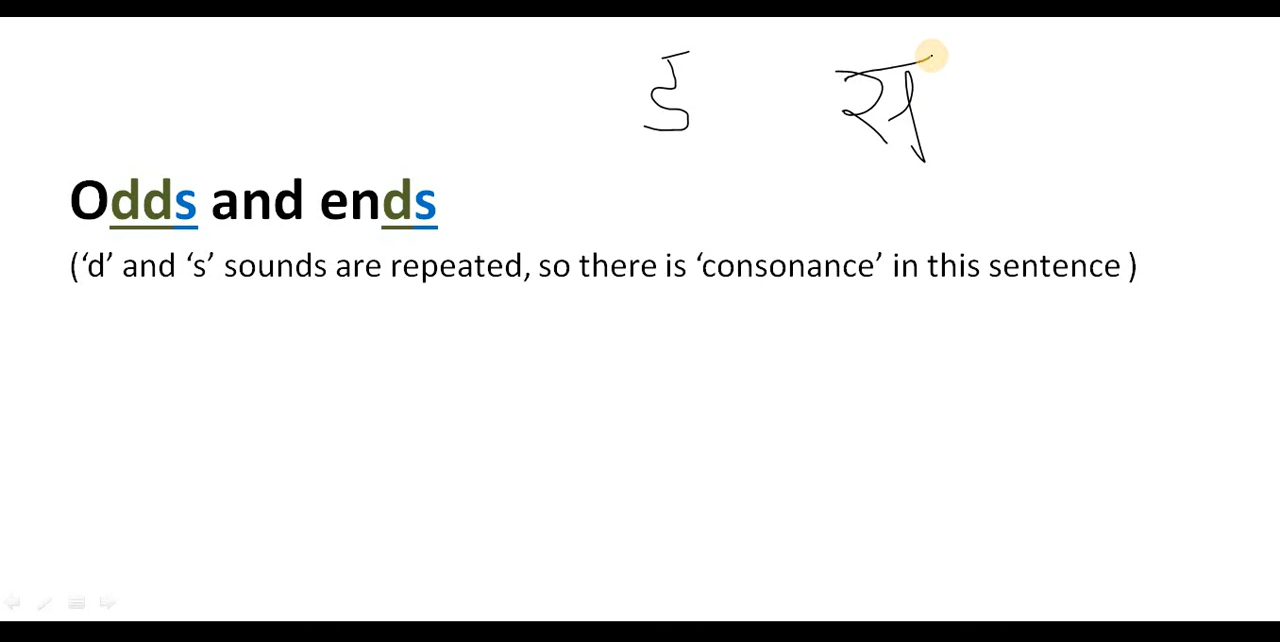 ड स
Odds and ends
(‘d’ and ‘s’ sounds are repeated, so there is ‘consonance’ in this sentence )